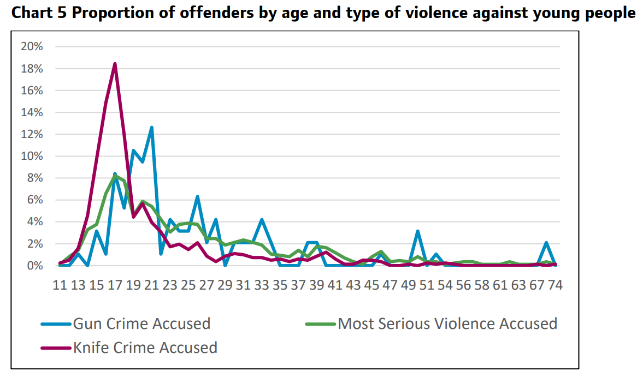 Chart 5 Proportion of offenders by age and type of violence against young people
20%
18%
16%
14%
12%
10%
8%
6%
4%
2%
0%
11 13 15 17 19 21 23 25 27 29 31 33 35 37 39 41 43 45 47 49 51 54 56 58 61 63 67 74
Gun Crime Accused Most Serious Violence Accused
Knife Crime Accused